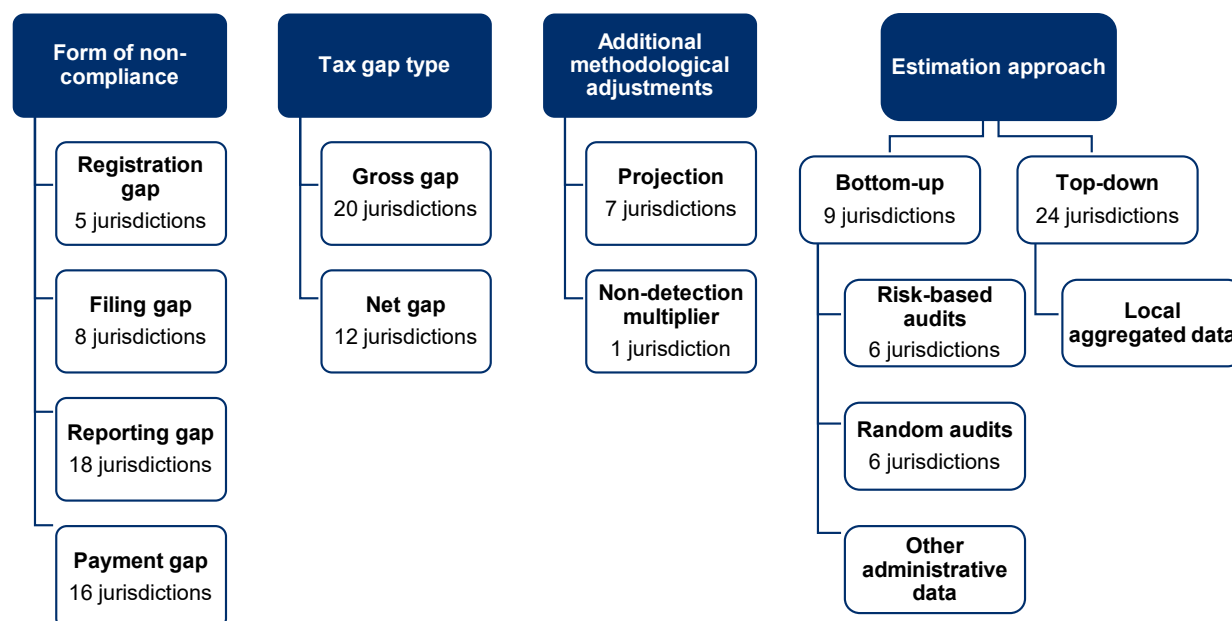 Form of non-
compliance
Registration
gap
5 jurisdictions
Filing gap
8 jurisdictions
Reporting gap
18 jurisdictions
Payment gap
16 jurisdictions
Tax gap type
Gross gap
20 jurisdictions
Net gap
12 jurisdictions
Additional
methodological
adjustments
Projection
7 jurisdictions
Non-detection
multiplier
1 jurisdiction
Estimation approach
Bottom-up
9 jurisdictions
Risk-based
audits
6 jurisdictions
Random audits
6 jurisdictions
Other
administrative
data
Top-down
24 jurisdictions
Local
aggregated data